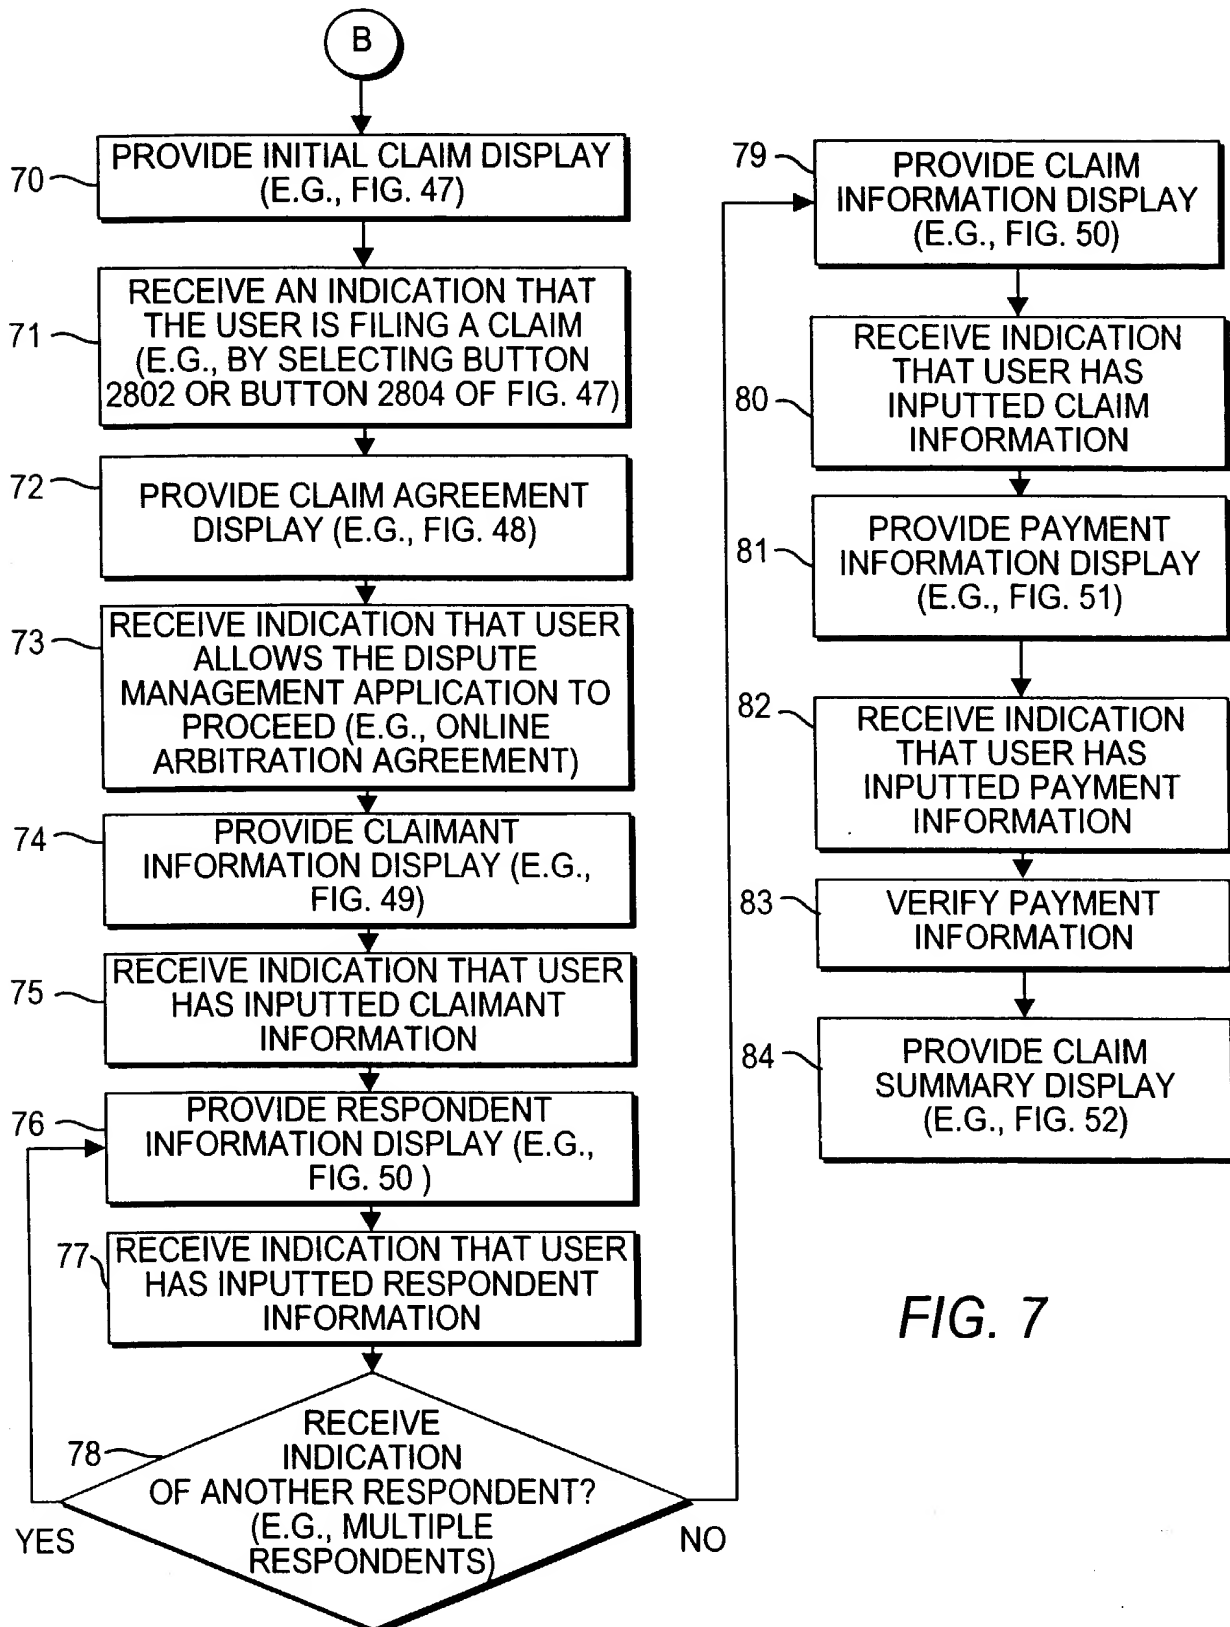 B
70
PROVIDE INITIAL CLAIM DISPLAY
(E.G., FIG. 47)
71
RECEIVE AN INDICATION THAT
THE USER IS FILING A CLAIM
(E.G., BY SELECTING BUTTON
2802 OR BUTTON 2804 OF FIG. 47)
72
PROVIDE CLAIM AGREEMENT
DISPLAY (E.G., FIG. 48)
73
RECEIVE INDICATION THAT USER
ALLOWS THE DISPUTE
MANAGEMENT APPLICATION TO
PROCEED (E.G., ONLINE
ARBITRATION AGREEMENT)
74
PROVIDE CLAIMANT
INFORMATION DISPLAY (E.G.,
FIG. 49)
75
RECEIVE INDICATION THAT USER
HAS INPUTTED CLAIMANT
INFORMATION
76
PROVIDE RESPONDENT
INFORMATION DISPLAY (E.G.,
FIG. 50 )
77
RECEIVE INDICATION THAT USER
HAS INPUTTED RESPONDENT
INFORMATION
78
RECEIVE
INDICATION
OF ANOTHER RESPONDENT?
(E.G., MULTIPLE
RESPONDENTS)
YES
NO
79
PROVIDE CLAIM
INFORMATION DISPLAY
(E.G., FIG. 50)
80
RECEIVE INDICATION
THAT USER HAS
INPUTTED CLAIM
INFORMATION
81
PROVIDE PAYMENT
INFORMATION DISPLAY
(E.G., FIG. 51)
82
RECEIVE INDICATION
THAT USER HAS
INPUTTED PAYMENT
INFORMATION
83
VERIFY PAYMENT
INFORMATION
84
PROVIDE CLAIM
SUMMARY DISPLAY
(E.G., FIG. 52)
FIG. 7